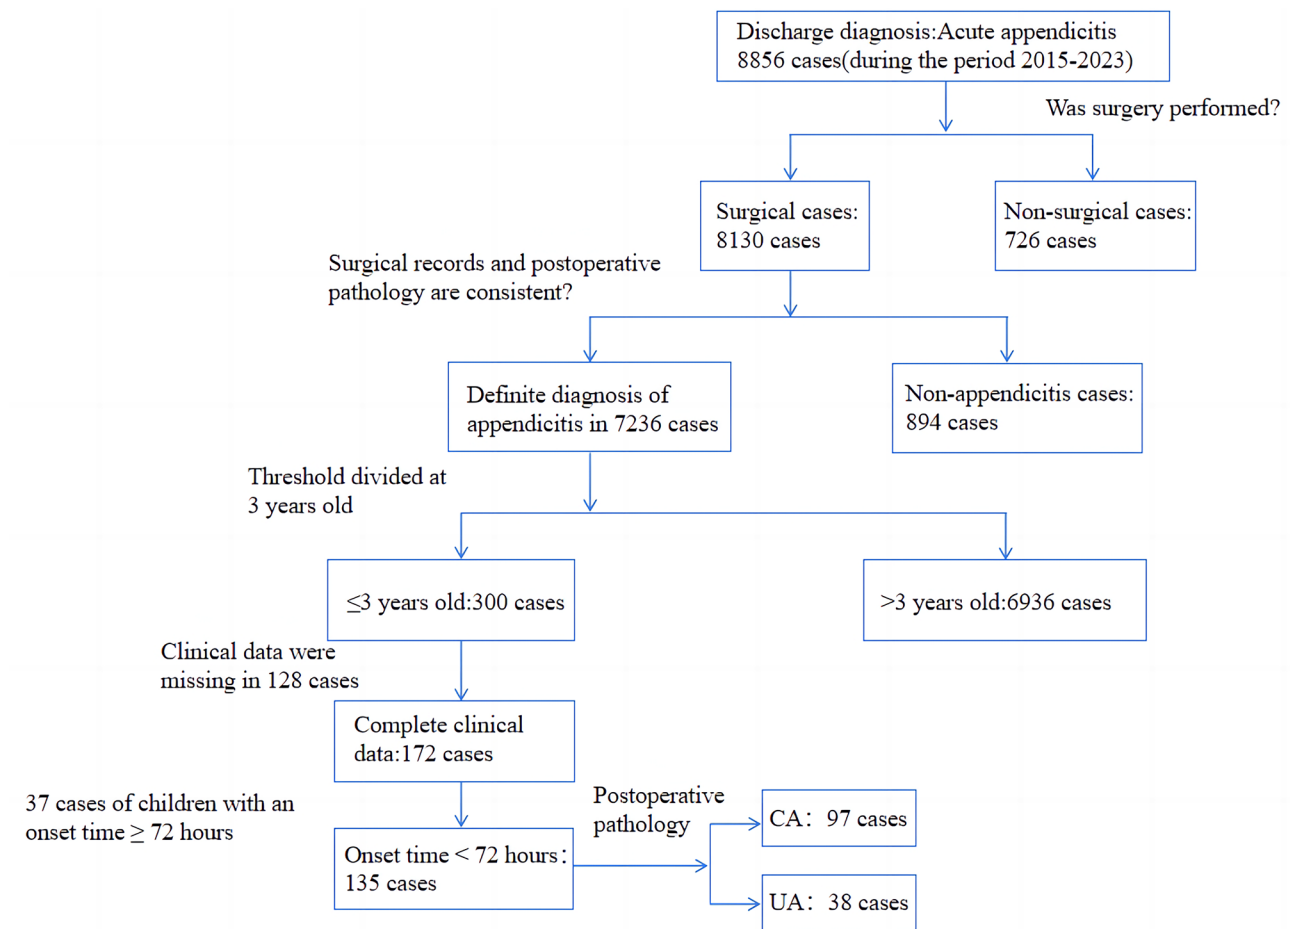 Discharge diagnosis:Acute appendicitis
8856 cases(during the period 2015-2023)
Was surgery performed?
Surgical cases:
8130 cases
Non-surgical cases:
726 cases
Surgical records and postoperative
pathology are consistent?
Definite diagnosis of
appendicitis in 7236 cases
Non-appendicitis cases:
894 cases
Threshold divided at
3 years old
≤3 years old:300 cases
>3 years old:6936 cases
Clinical data were
missing in 128 cases
Complete clinical
data:172 cases
37 cases of children with an
onset time ≥ 72 hours
Onset time < 72 hours：
135 cases
Postoperative
pathology
CA：97 cases
UA：38 cases